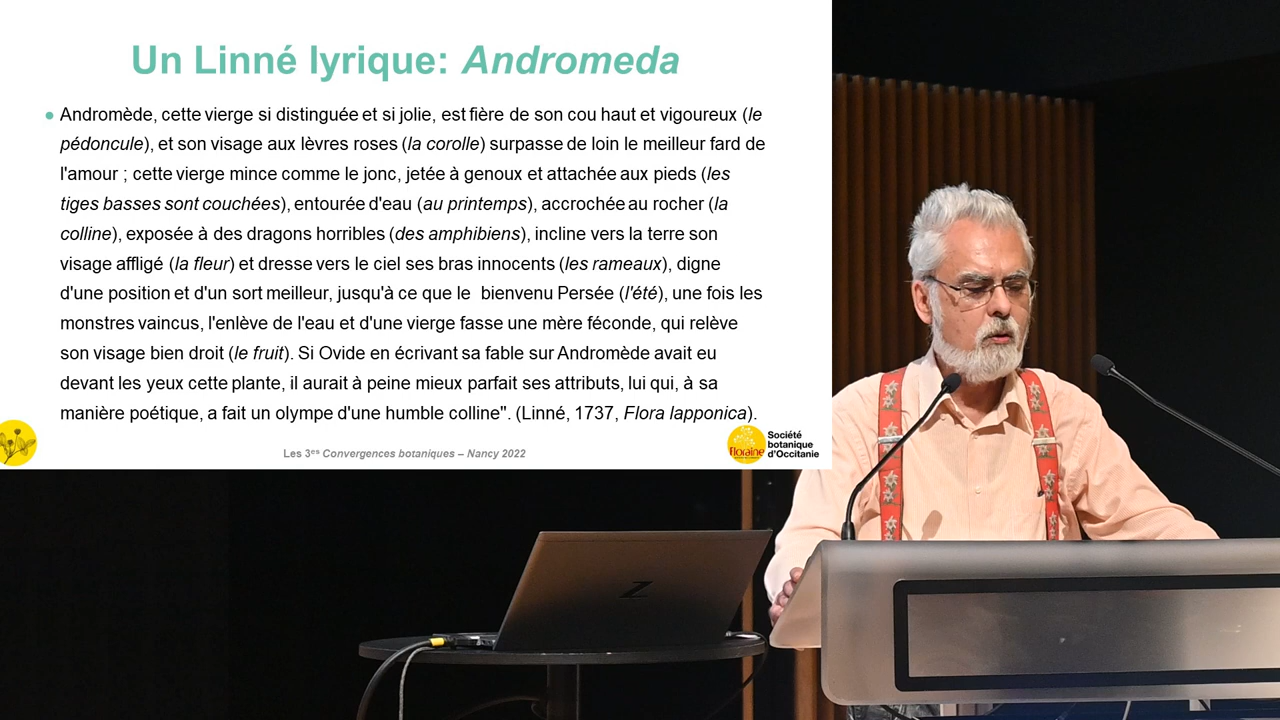 Un Linné lyrique: Andromeda
• Andromède, cette vierge si distinguée et si jolie, est fière de son cou haut et vigoureux (le
pédoncule), et son visage aux lèvres roses (la corolle) surpasse de loin le meilleur fard de
l'amour ; cette vierge mince comme le jonc, jetée à genoux et attachée aux pieds (les
tiges basses sont couchées), entourée d'eau (au printemps), accrochée au rocher (la
colline), exposée à des dragons horribles (des amphibiens), incline vers la terre son
visage affligé (la fleur) et dresse vers le ciel ses bras innocents (les rameaux), digne
d'une position et d'un sort meilleur, jusqu'à ce que le bienvenu Persée (l'été), une fois les
monstres vaincus, l'enlève de l'eau et d'une vierge fasse une mère féconde, qui relève
son visage bien droit (le fruit). Si Ovide en écrivant sa fable sur Andromède avait eu
devant les yeux cette plante, il aurait à peine mieux parfait ses attributs, lui qui, à sa
manière poétique, a fait un olympe d'une humble colline". (Linné, 1737, Flora lapponica).
Les 3es Convergences botaniques – Nancy 2022
Floraine
Société
botanique
d'Occitanie